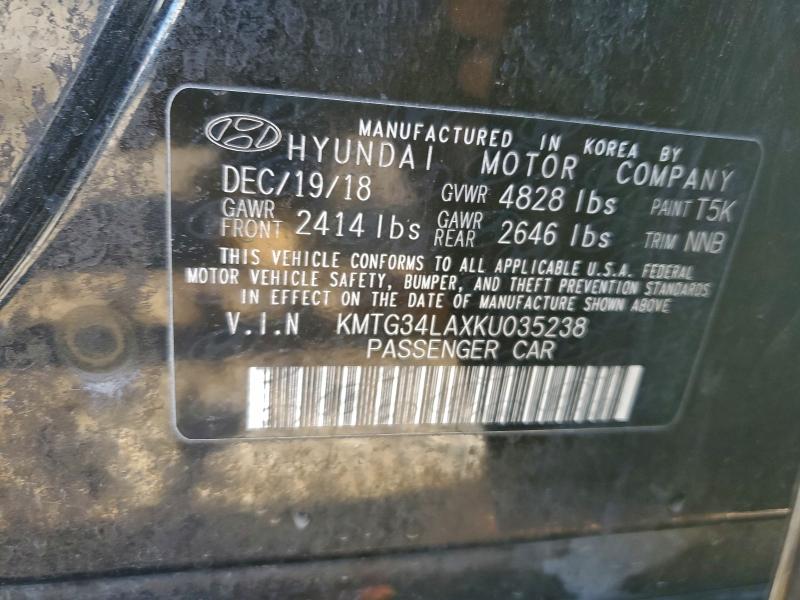 MANUFACTURED IN KOREA BY
HYUNDAI MOTOR COMPANY
DEC/19/18 GVWR 4828 lbs PAINT T5K
GAWR FRONT 2414 lbs GAWR REAR 2646 lbs TRIM NNB
THIS VEHICLE CONFORMS TO ALL APPLICABLE U.S.A. FEDERAL
MOTOR VEHICLE SAFETY, BUMPER, AND THEFT PREVENTION STANDARDS
IN EFFECT ON THE DATE OF MANUFACTURE SHOWN ABOVE.
V.I.N KMTG34LAXKU035238
PASSENGER CAR